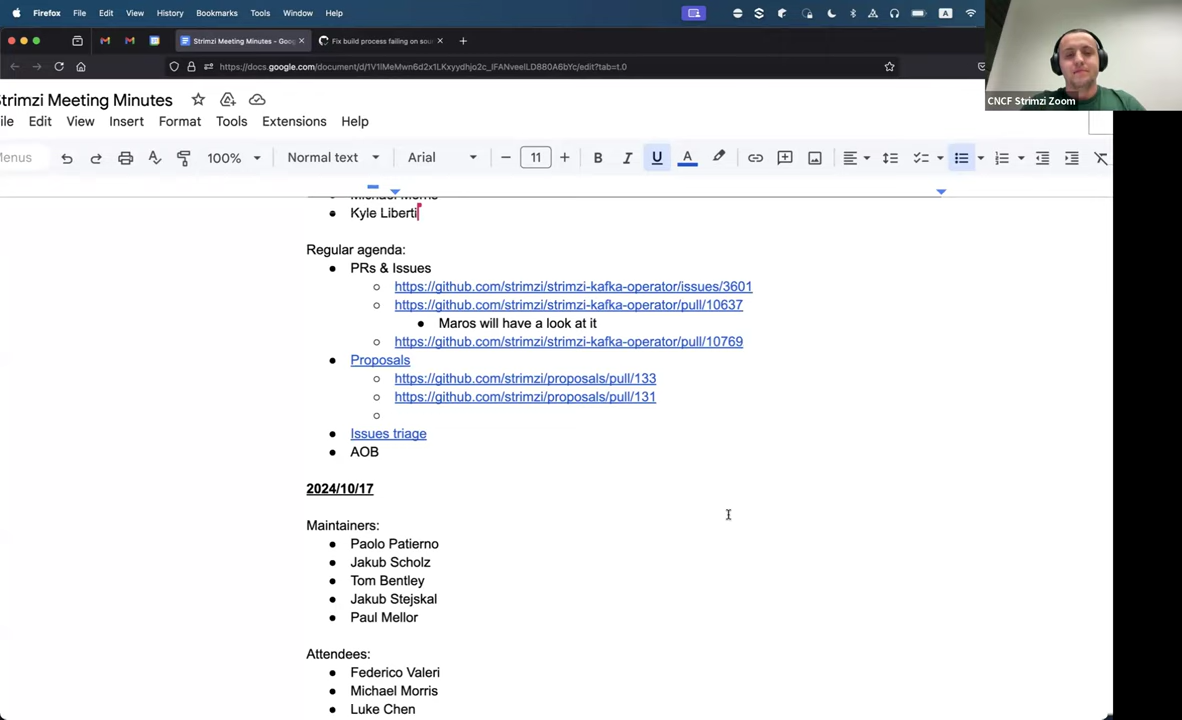 Firefox File Edit View History Bookmarks Tools Window Help A
Strimzi Meeting Minutes - Goog
Fix build process failing on sour
https://docs.google.com/document/d/1V1lMeMwn6d2x1LKxyydhjo2c_IFANveelLD880A6bYc/edit?tab=t.0
CNCF Strimzi Zoom
trimzi Meeting Minutes
ile Edit View Insert Format Tools Extensions Help
enus 100% Normal text Arial 11 B I U A
Kyle Liberti
Regular agenda:
PRs & Issues
https://github.com/strimzi/strimzi-kafka-operator/issues/3601
https://github.com/strimzi/strimzi-kafka-operator/pull/10637
Maros will have a look at it
https://github.com/strimzi/strimzi-kafka-operator/pull/10769
Proposals
https://github.com/strimzi/proposals/pull/133
https://github.com/strimzi/proposals/pull/131
Issues triage
AOB
2024/10/17
Maintainers:
Paolo Patierno
Jakub Scholz
Tom Bentley
Jakub Stejskal
Paul Mellor
Attendees:
Federico Valeri
Michael Morris
Luke Chen